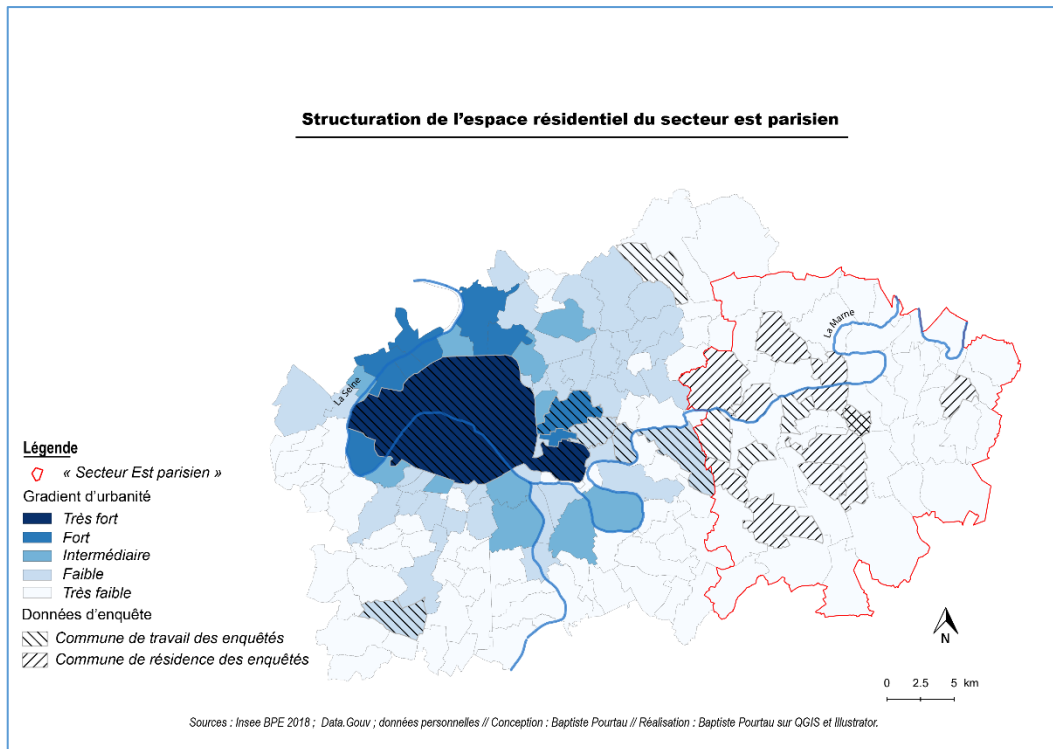 Structuration de l'espace résidentiel du secteur est parisien
La Seine
La Marne
Légende
« Secteur Est parisien »
Gradient d'urbanité
Très fort
Fort
Intermédiaire
Faible
Très faible
Données d'enquête
Commune de travail des enquêtés
Commune de résidence des enquêtés
N
0 2.5 5 km
Sources : Insee BPE 2018 ; Data.Gouv ; données personnelles // Conception : Baptiste Pourtau // Réalisation : Baptiste Pourtau sur QGIS et Illustrator.